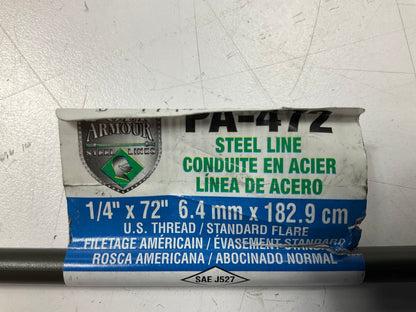 ARMOUR
STEEL LINES
PA-472
STEEL LINE
CONDUITE EN ACIER
LÍNEA DE ACERO
1/4" x 72" 6.4 mm x 182.9 cm
U.S. THREAD / STANDARD FLARE
FILETAGE AMÉRICAIN / ÉVASEMENT STANDARD
ROSCA AMERICANA / ABOCINADO NORMAL
SAE J527